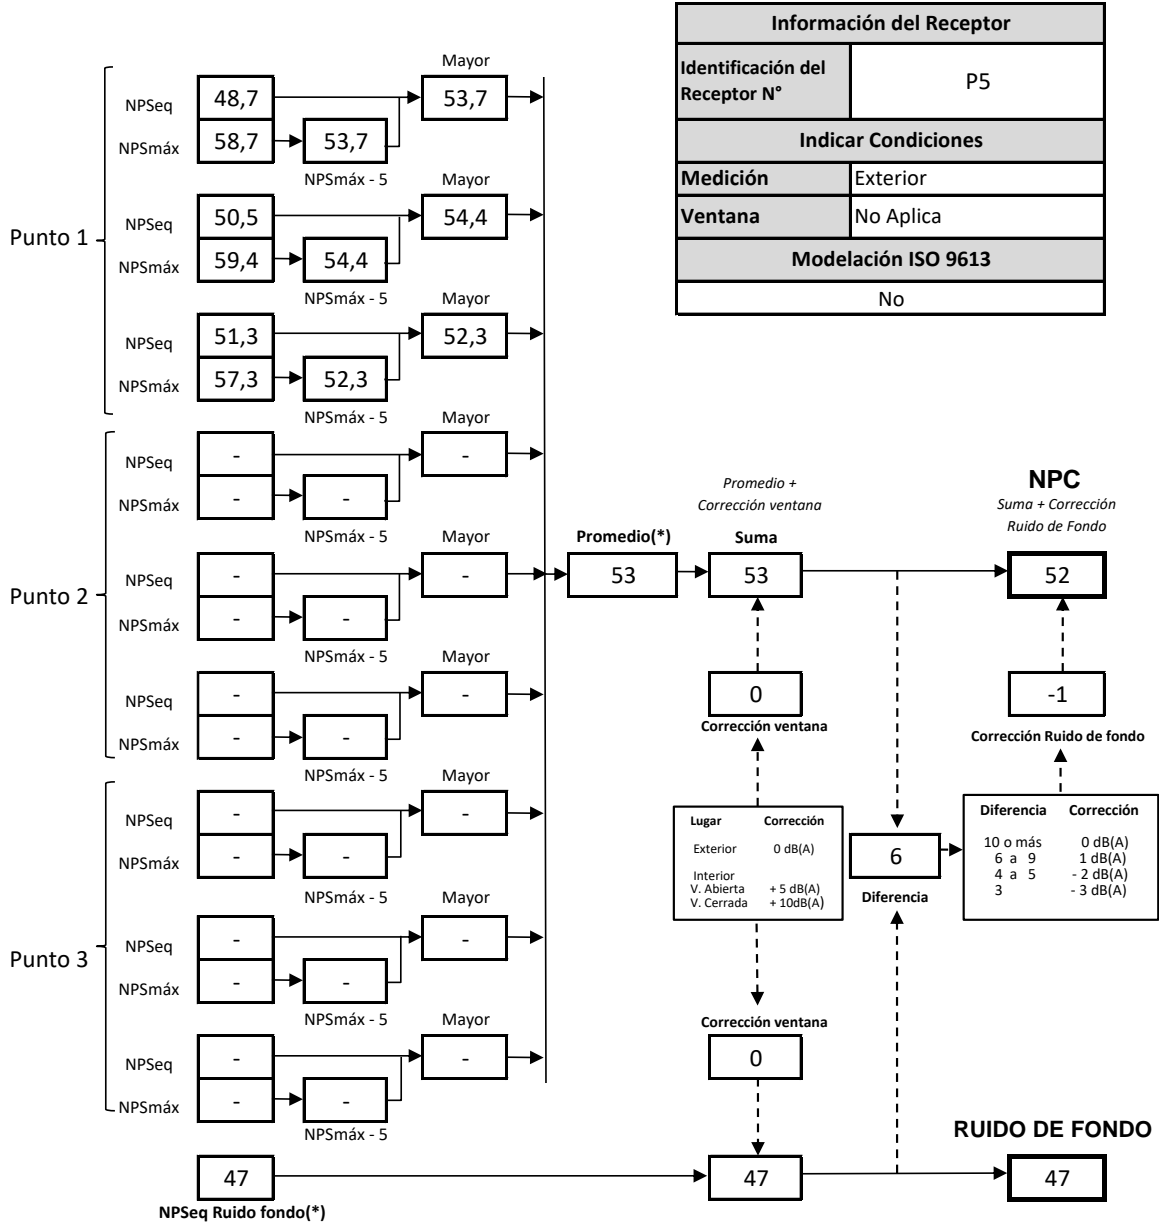 Información del Receptor
Identificación del Receptor N°
P5
Indicar Condiciones
Medición Exterior
Ventana No Aplica
Modelación ISO 9613
No
Punto 1
Mayor
NPSeq 48,7 53,7
NPSmáx 58,7 53,7
NPSmáx - 5
Mayor
NPSeq 50,5 54,4
NPSmáx 59,4 54,4
NPSmáx - 5
Mayor
NPSeq 51,3 52,3
NPSmáx 57,3 52,3
NPSmáx - 5
Punto 2
Mayor
NPSeq - -
NPSmáx - -
NPSmáx - 5
Mayor
NPSeq - -
NPSmáx - -
NPSmáx - 5
Mayor
NPSeq - -
NPSmáx - -
NPSmáx - 5
Punto 3
Mayor
NPSeq - -
NPSmáx - -
NPSmáx - 5
Mayor
NPSeq - -
NPSmáx - -
NPSmáx - 5
Mayor
NPSeq - -
NPSmáx - -
NPSmáx - 5
47
NPSeq Ruido fondo(*)
Promedio(*)
53
Promedio +
Corrección ventana
Suma
53
0
Corrección ventana
Lugar Corrección
Exterior 0 dB(A)
Interior
V. Abierta + 5 dB(A)
V. Cerrada + 10dB(A)
Corrección ventana
0
47
6
Diferencia
NPC
Suma + Corrección
Ruido de Fondo
52
-1
Corrección Ruido de fondo
Diferencia Corrección
10 o más 0 dB(A)
6 a 9 1 dB(A)
4 a 5 - 2 dB(A)
3 - 3 dB(A)
RUIDO DE FONDO
47